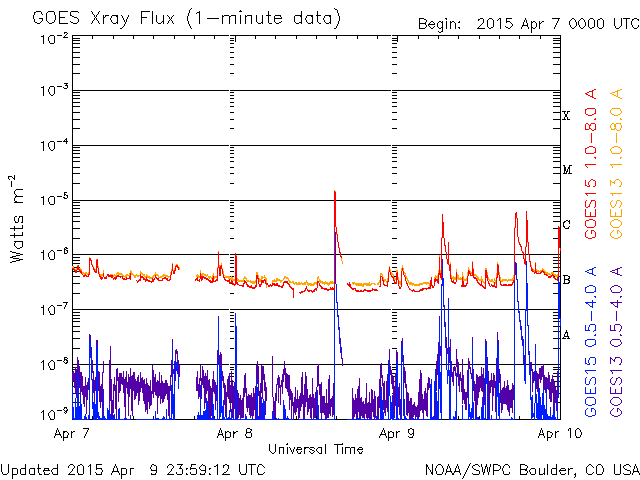 GOES Xray Flux (1-minute data)
Begin: 2015 Apr 7 0000 UTC
10-2
10-3
10-4
10-5
10-6
10-7
10-8
10-9
Watts m-2
X
M
C
B
A
GOES15 1.0-8.0 A
GOES13 1.0-8.0 A
GOES15 0.5-4.0 A
GOES13 0.5-4.0 A
Apr 7
Apr 8
Apr 9
Apr 10
Universal Time
Updated 2015 Apr 9 23:59:12 UTC
NOAA/SWPC Boulder, CO USA